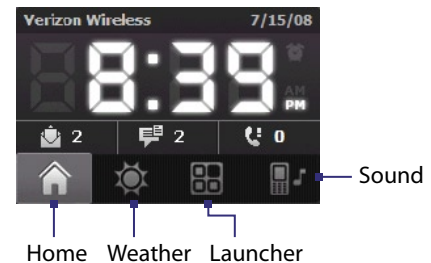 Verizon Wireless 7/15/08
8:39
AM
PM
2 2 0
Sound
Home Weather Launcher